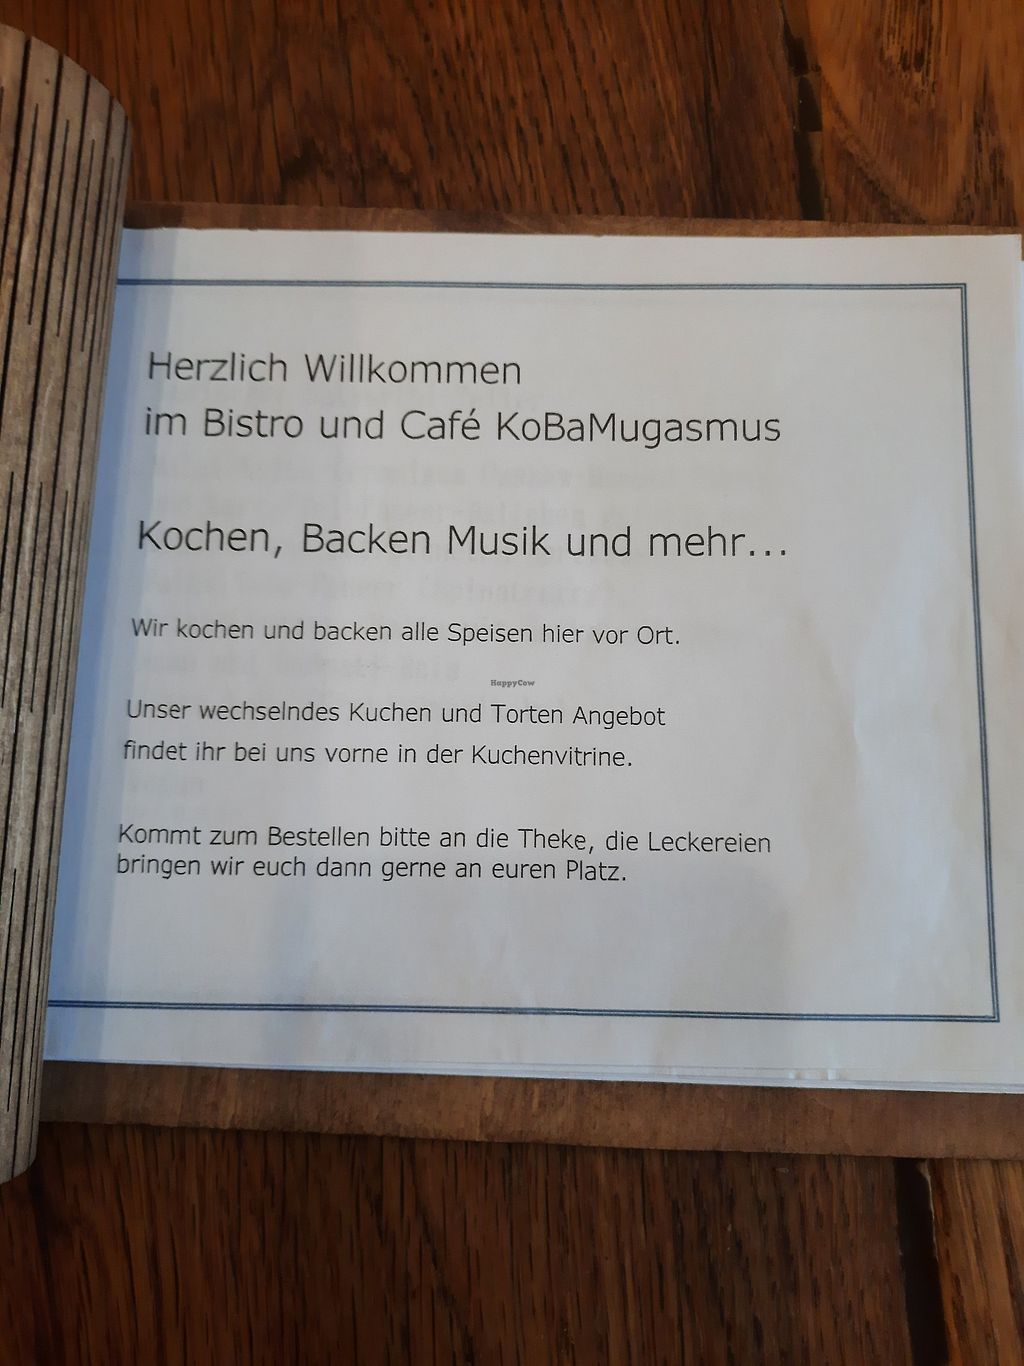 Herzlich Willkommen
im Bistro und Café KoBaMugasmus
Kochen, Backen Musik und mehr...
Wir kochen und backen alle Speisen hier vor Ort.
HappyCow
Unser wechselndes Kuchen und Torten Angebot
findet ihr bei uns vorne in der Kuchenvitrine.
Kommt zum Bestellen bitte an die Theke, die Leckereien
bringen wir euch dann gerne an euren Platz.